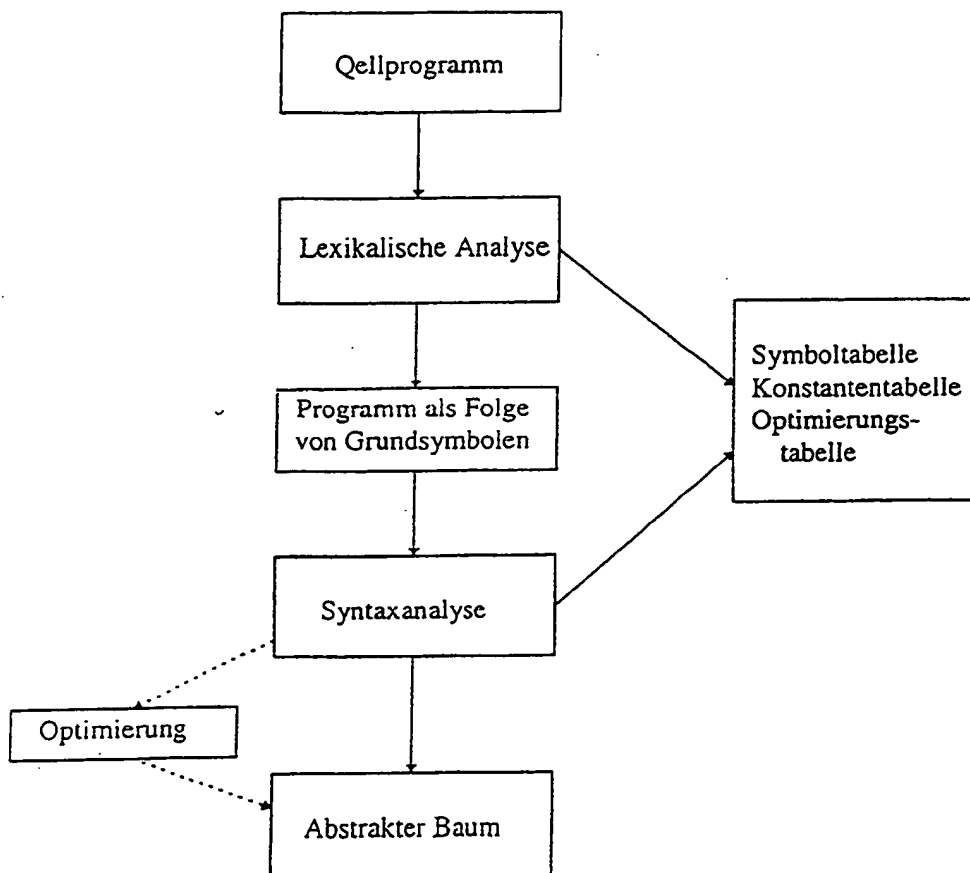 Qellprogramm
Lexikalische Analyse
Symboltabelle
Konstantentabelle
Optimierungs-
tabelle
Programm als Folge
von Grundsymbolen
Syntaxanalyse
Optimierung
Abstrakter Baum